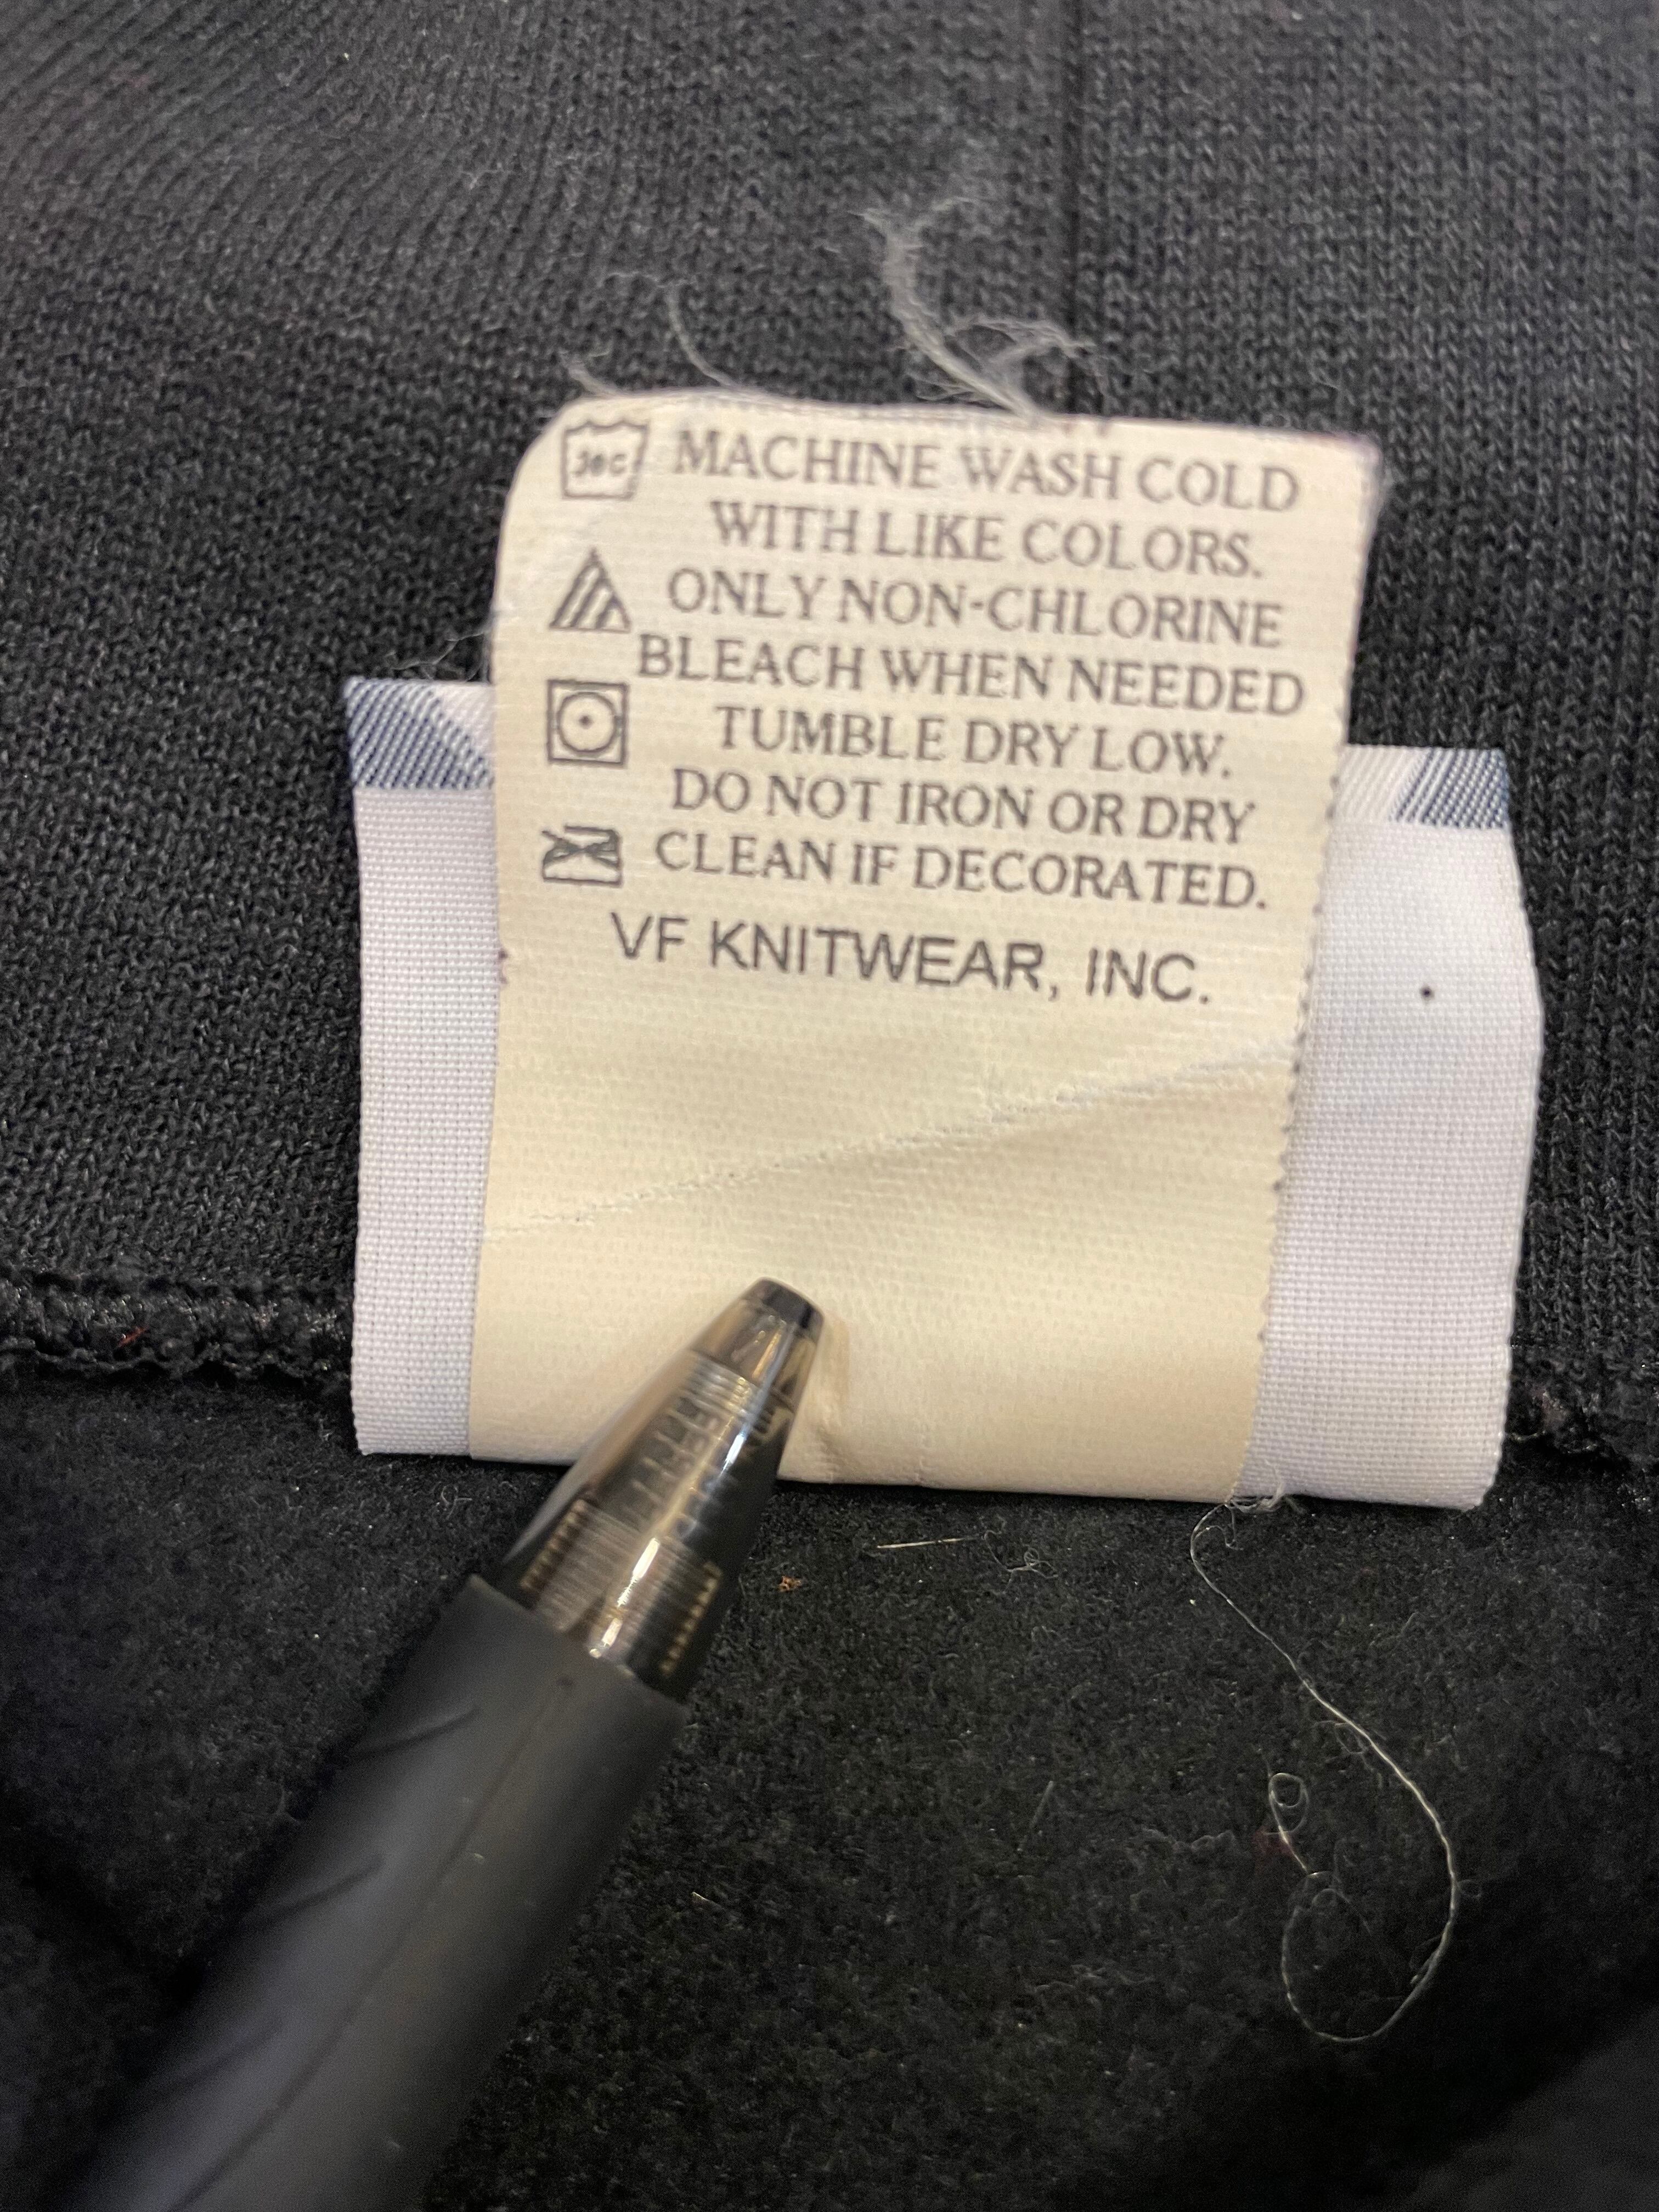 30C MACHINE WASH COLD
WITH LIKE COLORS.
ONLY NON-CHLORINE
BLEACH WHEN NEEDED
TUMBLE DRY LOW.
DO NOT IRON OR DRY
CLEAN IF DECORATED.
VF KNITWEAR, INC.